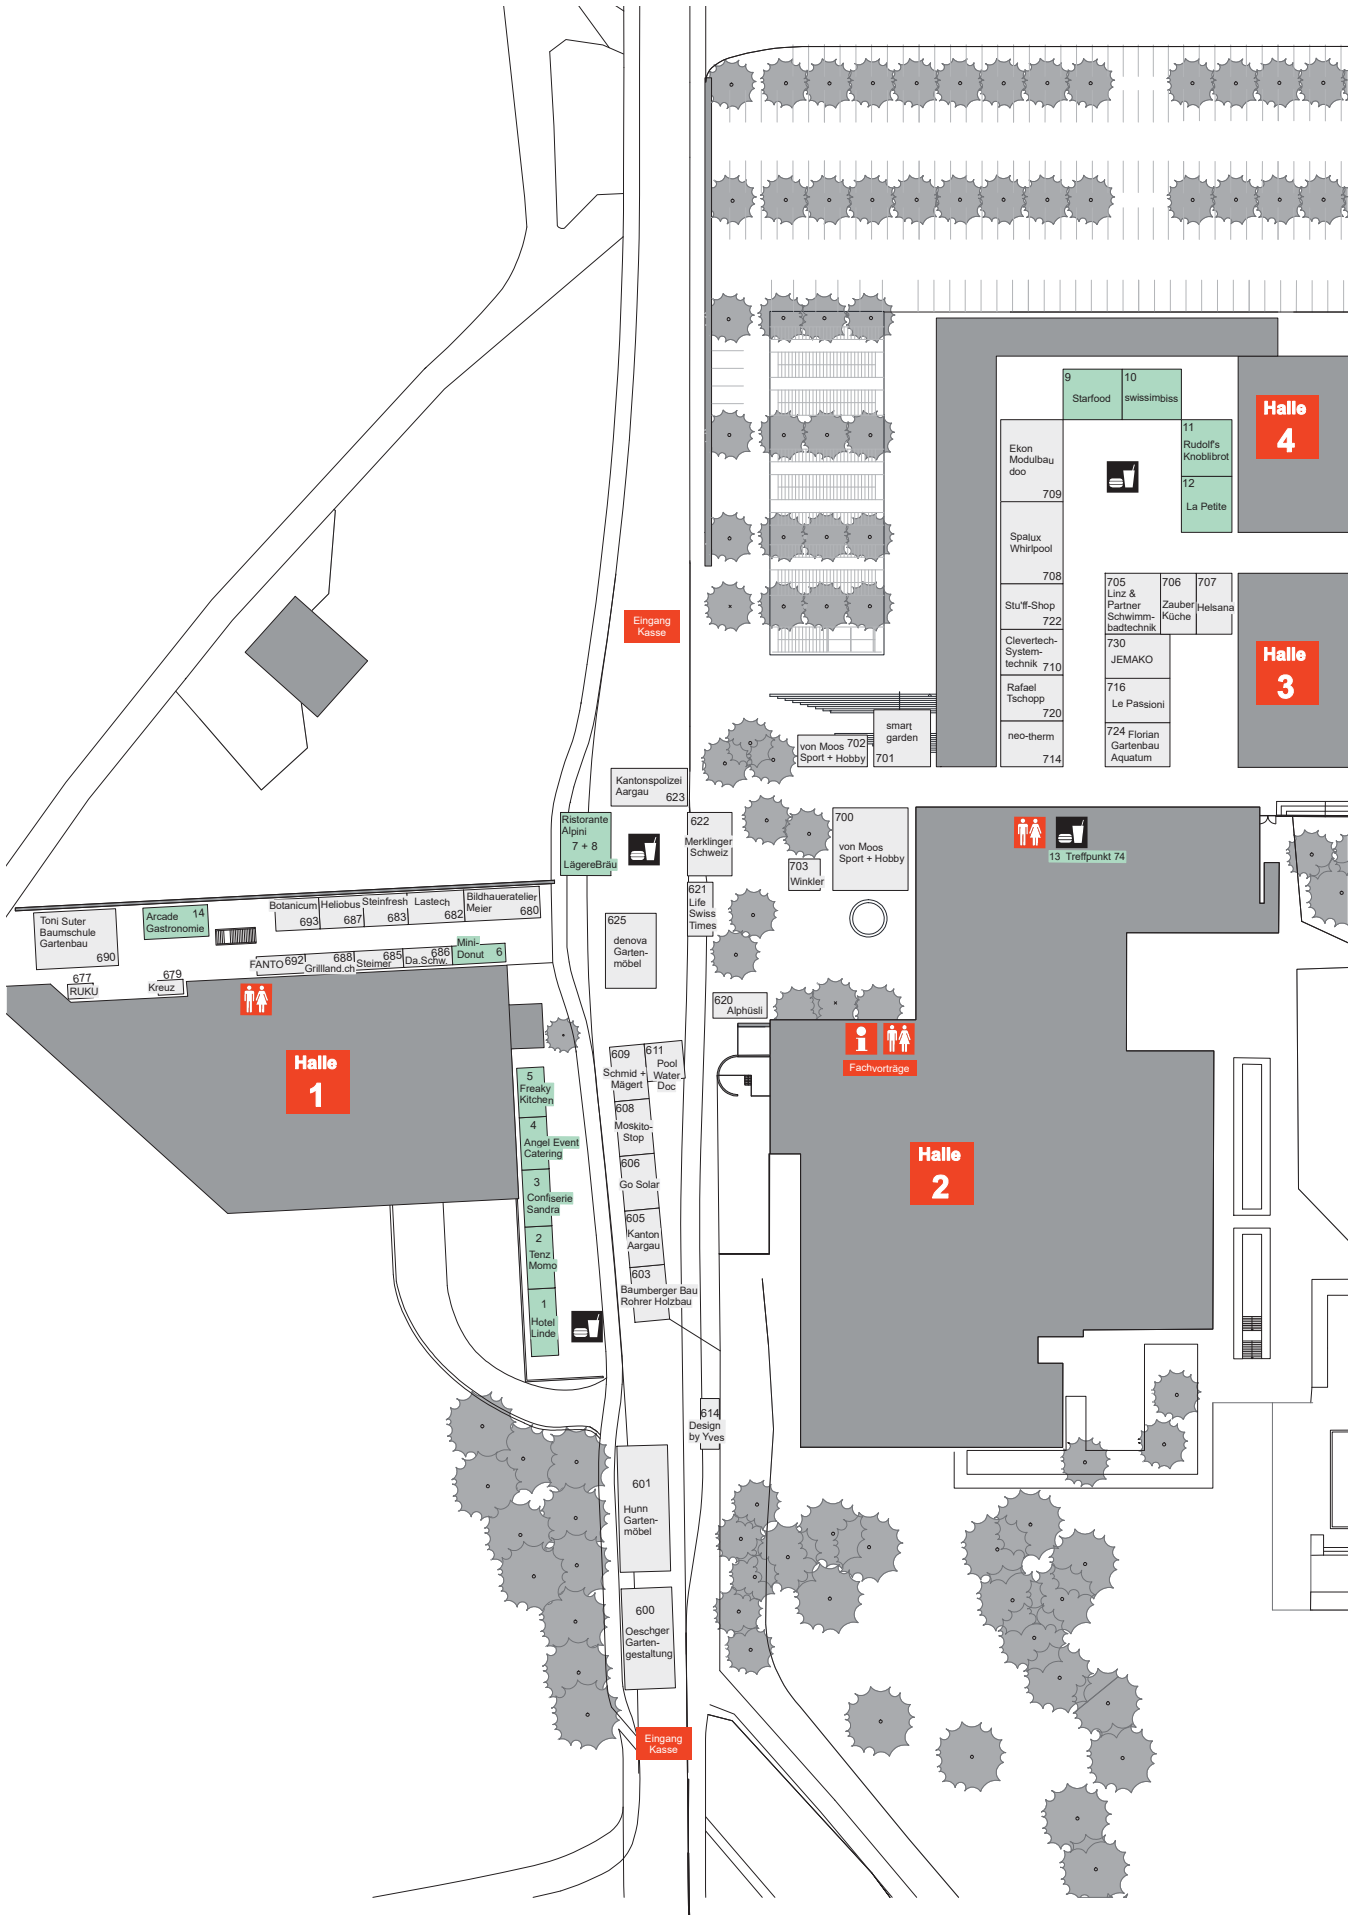 9
Starfood
10
swissimbiss
Halle
4
11
Rudolf's
Knoblibrot
12
La Petite
Ekon
Modulbau
doo
709
Spalux
Whirlpool
708
Stu'ff-Shop
722
Clevertech-
System-
technik 710
Rafael
Tschopp
720
neo-therm
714
705
Linz &
Partner
Schwimm-
badtechnik
706
Zauber
Küche
707
Helsana
730
JEMAKO
716
Le Passioni
724 Florian
Gartenbau
Aquatum
Halle
3
Eingang
Kasse
smart
garden
701
von Moos 702
Sport + Hobby
Kantonspolizei
Aargau
623
Ristorante
Alpini
7 + 8
LägereBräu
622
Merklinger
Schweiz
700
von Moos
Sport + Hobby
703
Winkler
13 Treffpunkt 74
621
Life
Swiss
Times
625
denova
Garten-
möbel
620
Alphüsli
Toni Suter
Baumschule
Gartenbau
690
Arcade 14
Gastronomie
Botanicum
693
Heliobus
687
Steinfresh
683
Lastech
682
Bildhaueratelier
Meier
680
FANTO 692
688
Grillland.ch
685
Steimer
686
Da.Schw.
Mini-
Donut 6
677
RUKU
679
Kreuz
Halle
1
5
Freaky
Kitchen
4
Angel Event
Catering
3
Confiserie
Sandra
2
Tenz
Momo
1
Hotel
Linde
609
Schmid +
Mägert
611
Pool
Water
Doc
608
Moskito-
Stop
606
Go Solar
605
Kanton
Aargau
603
Baumberger Bau
Rohrer Holzbau
Fachvorträge
Halle
2
614
Design
by Yves
601
Hunn
Garten-
möbel
600
Oeschger
Garten-
gestaltung
Eingang
Kasse